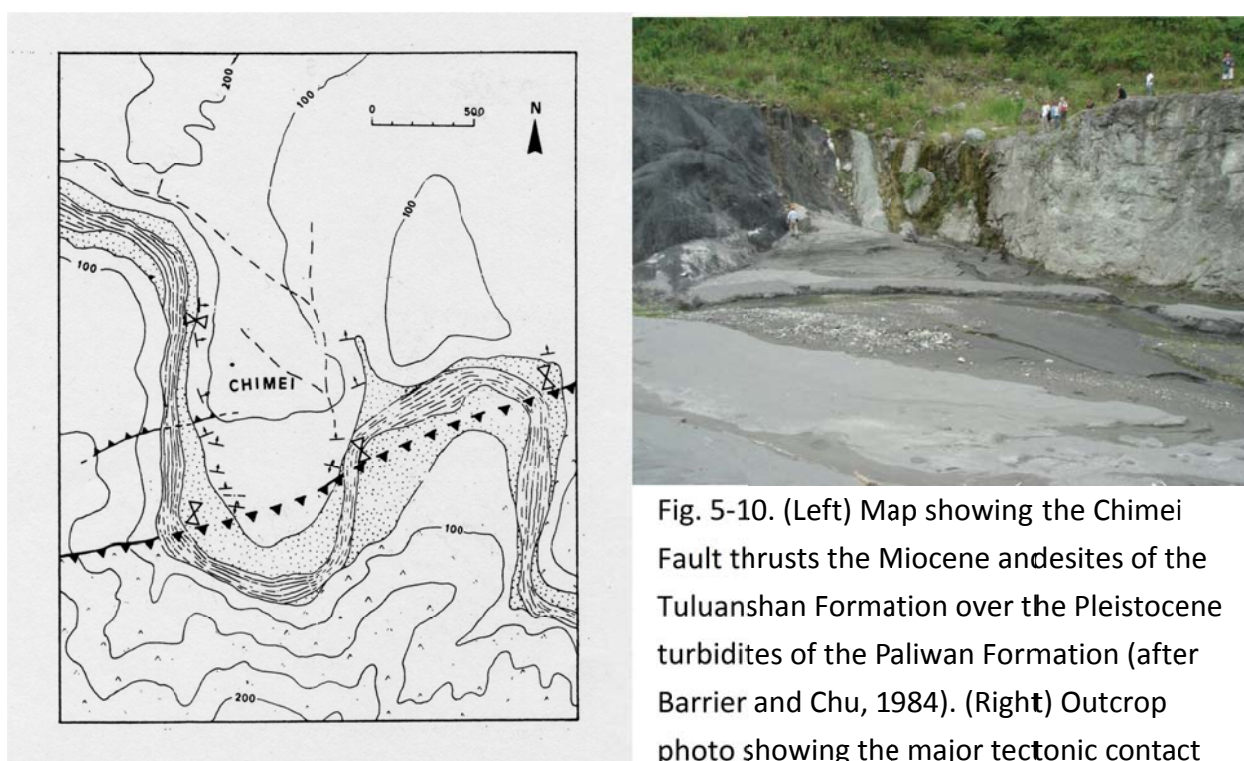 200
100
0 500
N
100
100
CHIMEI
100
200
Fig. 5-10. (Left) Map showing the Chimei
Fault thrusts the Miocene andesites of the
Tuluanshan Formation over the Pleistocene
turbidites of the Paliwan Formation (after
Barrier and Chu, 1984). (Right) Outcrop
photo showing the major tectonic contact